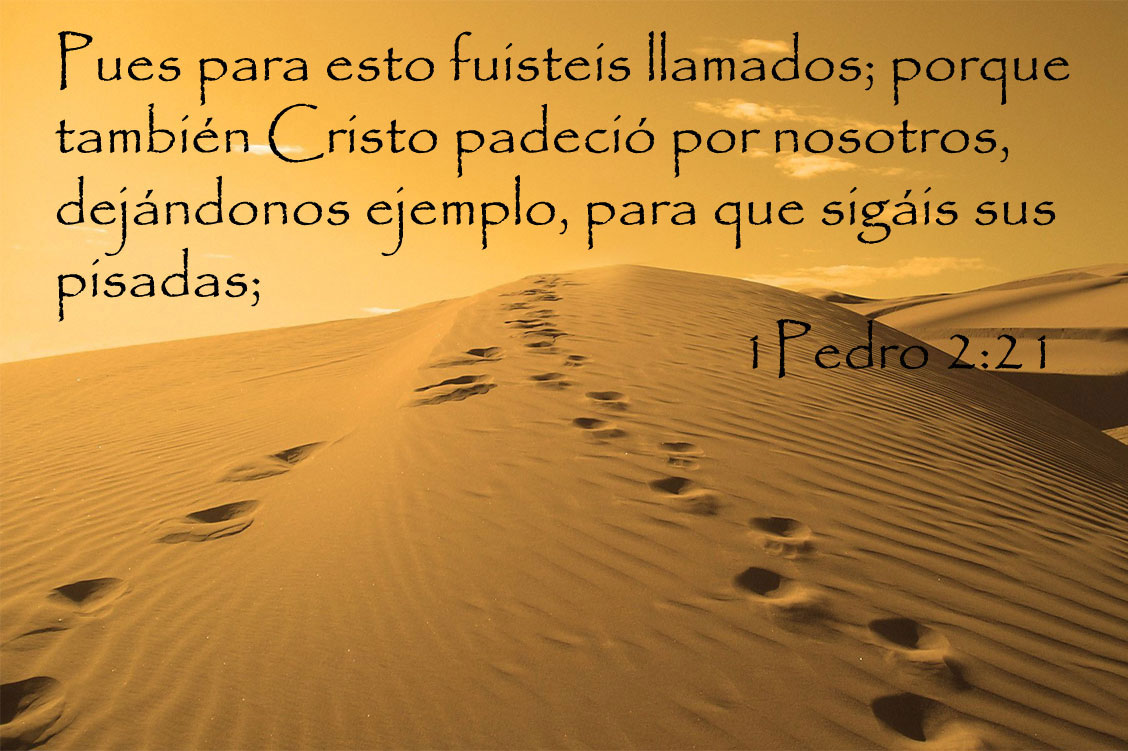 Pues para esto fuisteis llamados; porque
también Cristo padeció por nosotros,
dejándonos ejemplo, para que sigáis sus
pisadas;
1 Pedro 2:21